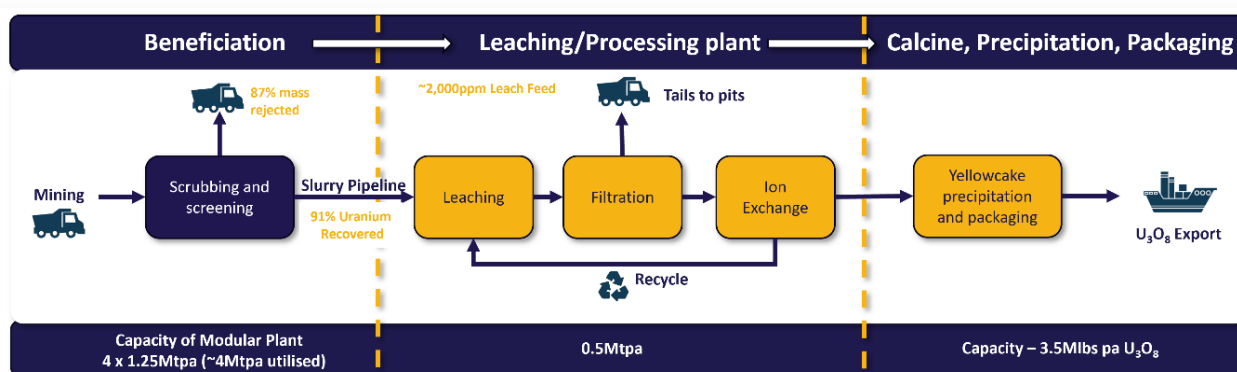 Beneficiation
Leaching/Processing plant
Calcine, Precipitation, Packaging
87% mass
rejected
~2,000ppm Leach Feed
Tails to pits
Mining
Scrubbing and
screening
Slurry Pipeline
91% Uranium
Recovered
Leaching
Filtration
Ion
Exchange
Recycle
Yellowcake
precipitation
and packaging
U₃O₈ Export
Capacity of Modular Plant
4 x 1.25Mtpa (~4Mtpa utilised)
0.5Mtpa
Capacity – 3.5Mlbs pa U₃O₈